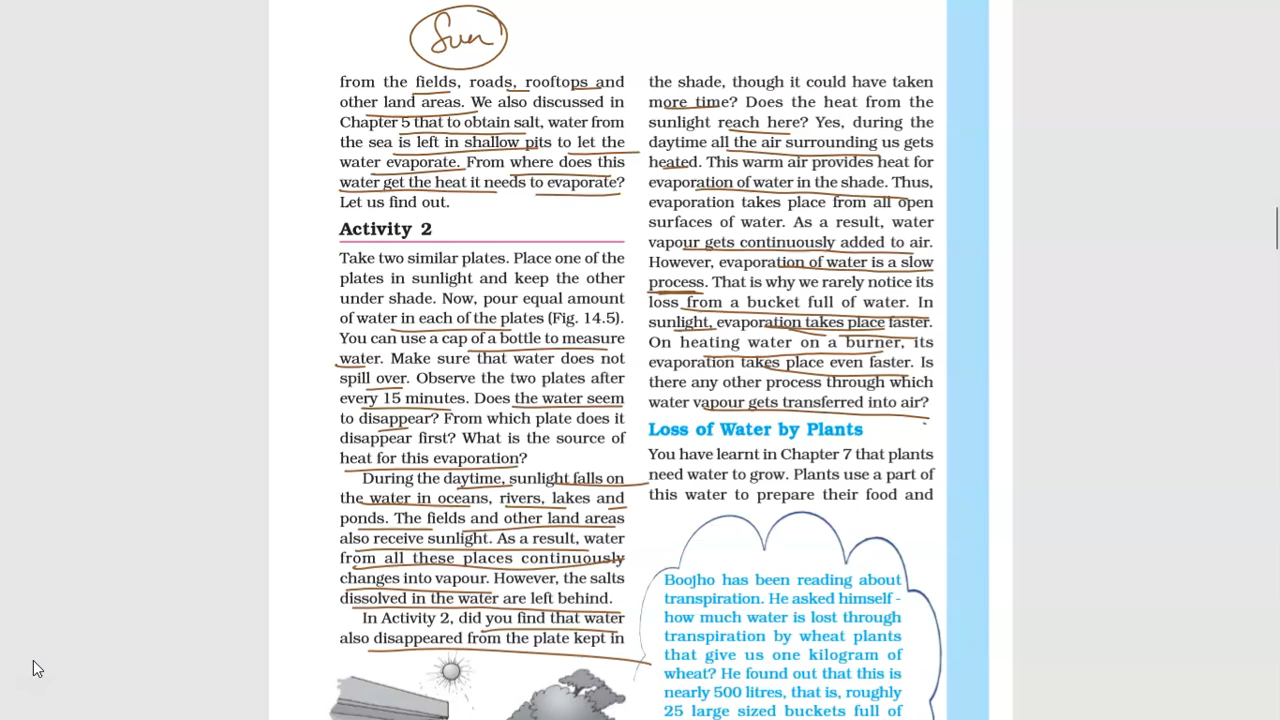 Sun
from the fields, roads, rooftops and
other land areas. We also discussed in
Chapter 5 that to obtain salt, water from
the sea is left in shallow pits to let the
water evaporate. From where does this
water get the heat it needs to evaporate?
Let us find out.
Activity 2
Take two similar plates. Place one of the
plates in sunlight and keep the other
under shade. Now, pour equal amount
of water in each of the plates (Fig. 14.5).
You can use a cap of a bottle to measure
water. Make sure that water does not
spill over. Observe the two plates after
every 15 minutes. Does the water seem
to disappear? From which plate does it
disappear first? What is the source of
heat for this evaporation?
During the daytime, sunlight falls on
the water in oceans, rivers, lakes and
ponds. The fields and other land areas
also receive sunlight. As a result, water
from all these places continuously
changes into vapour. However, the salts
dissolved in the water are left behind.
In Activity 2, did you find that water
also disappeared from the plate kept in
the shade, though it could have taken
more time? Does the heat from the
sunlight reach here? Yes, during the
daytime all the air surrounding us gets
heated. This warm air provides heat for
evaporation of water in the shade. Thus,
evaporation takes place from all open
surfaces of water. As a result, water
vapour gets continuously added to air.
However, evaporation of water is a slow
process. That is why we rarely notice its
loss from a bucket full of water. In
sunlight, evaporation takes place faster.
On heating water on a burner, its
evaporation takes place even faster. Is
there any other process through which
water vapour gets transferred into air?
Loss of Water by Plants
You have learnt in Chapter 7 that plants
need water to grow. Plants use a part of
this water to prepare their food and
Boojho has been reading about
transpiration. He asked himself -
how much water is lost through
transpiration by wheat plants
that give us one kilogram of
wheat? He found out that this is
nearly 500 litres, that is, roughly
25 large sized buckets full of